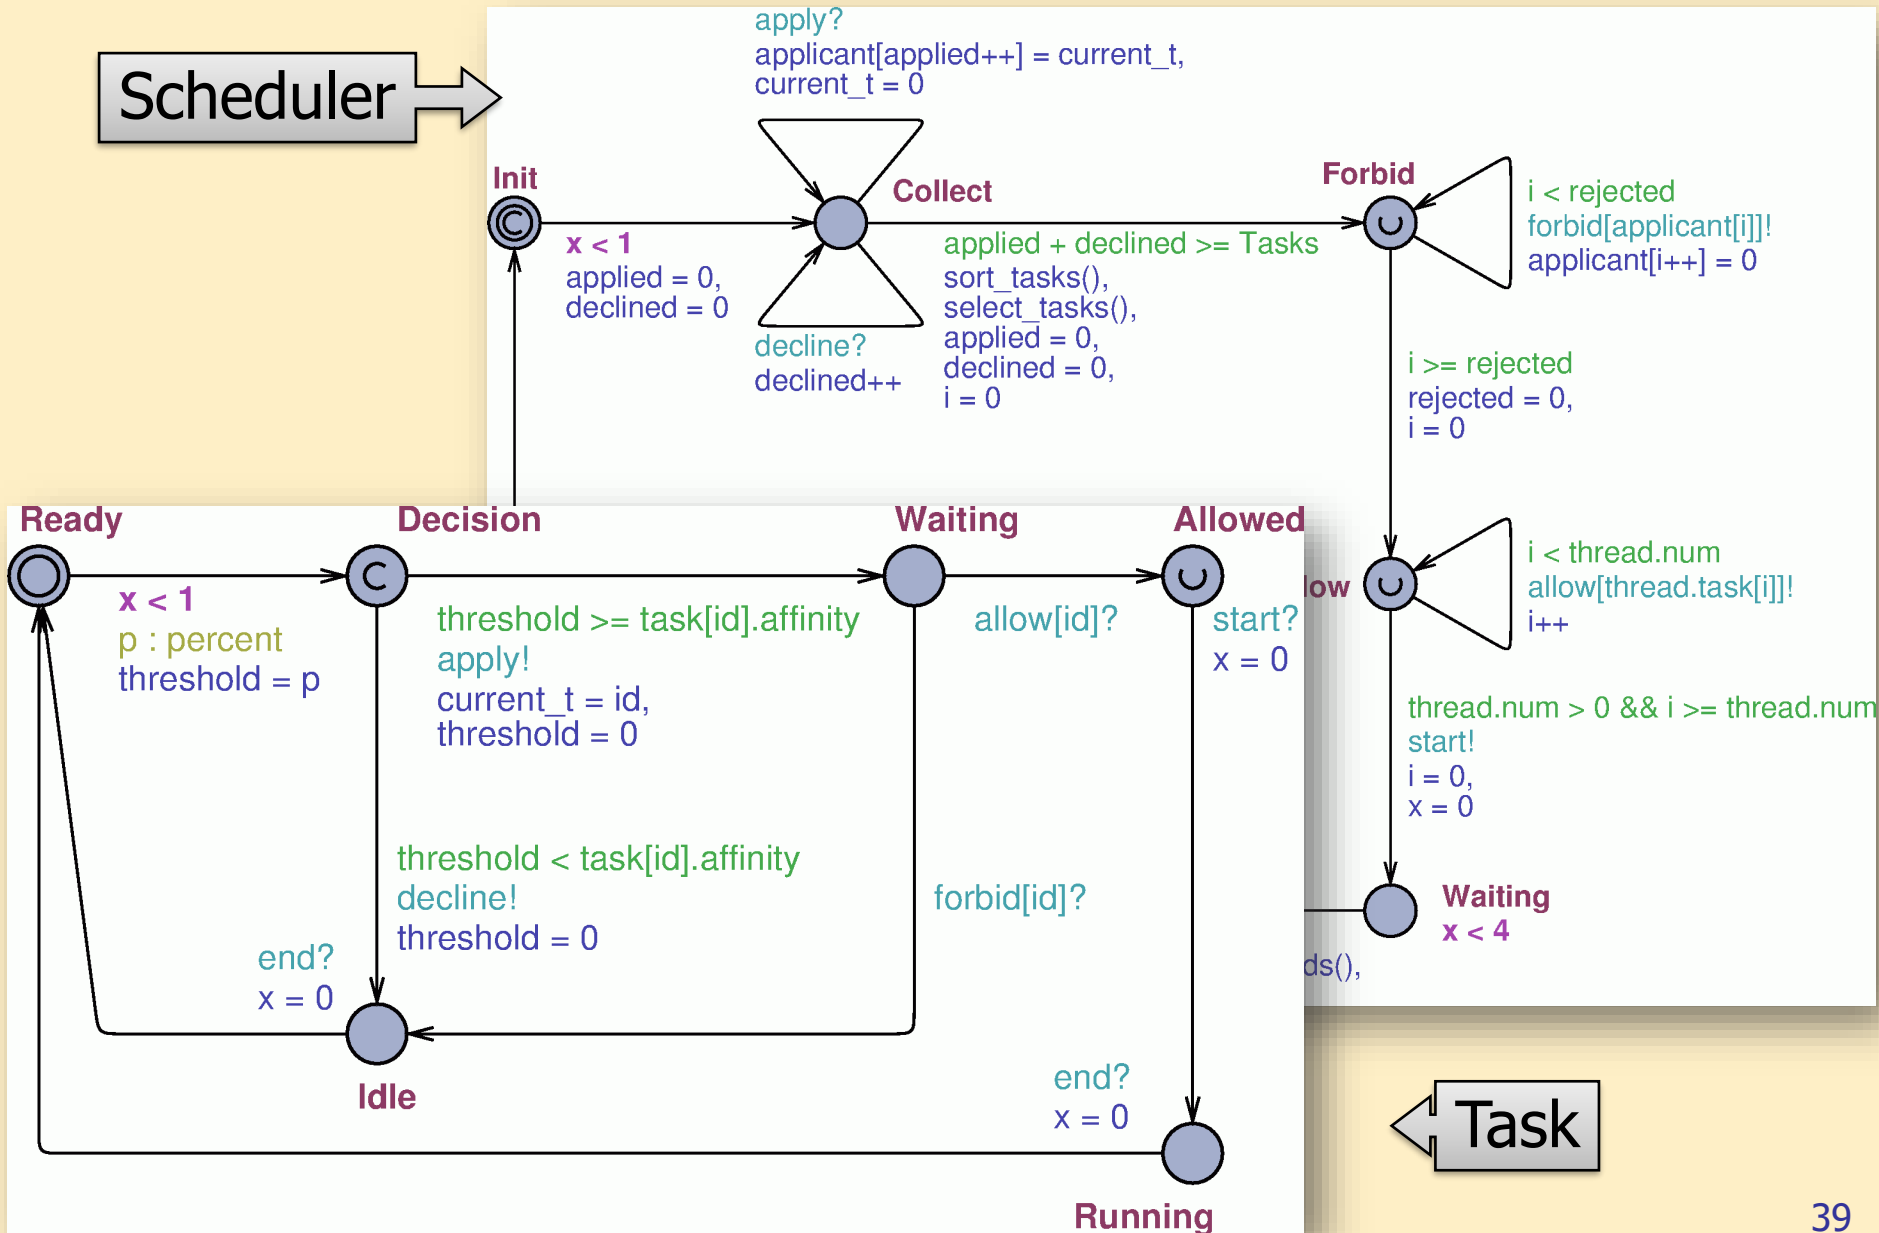 Scheduler
apply?
applicant[applied++] = current_t,
current_t = 0
Init
Collect
Forbid
x < 1
applied = 0,
declined = 0
applied + declined >= Tasks
sort_tasks(),
select_tasks(),
applied = 0,
declined = 0,
i = 0
decline?
declined++
i < rejected
forbid[applicant[i]]!
applicant[i++] = 0
i >= rejected
rejected = 0,
i = 0
low
i < thread.num
allow[thread.task[i]]!
i++
thread.num > 0 && i >= thread.num
start!
i = 0,
x = 0
Waiting
x < 4
ds(),
Ready
Decision
Waiting
Allowed
C
C
x < 1
p : percent
threshold = p
threshold >= task[id].affinity
apply!
current_t = id,
threshold = 0
allow[id]?
start?
x = 0
threshold < task[id].affinity
decline!
threshold = 0
forbid[id]?
end?
x = 0
Idle
end?
x = 0
Running
Task
39